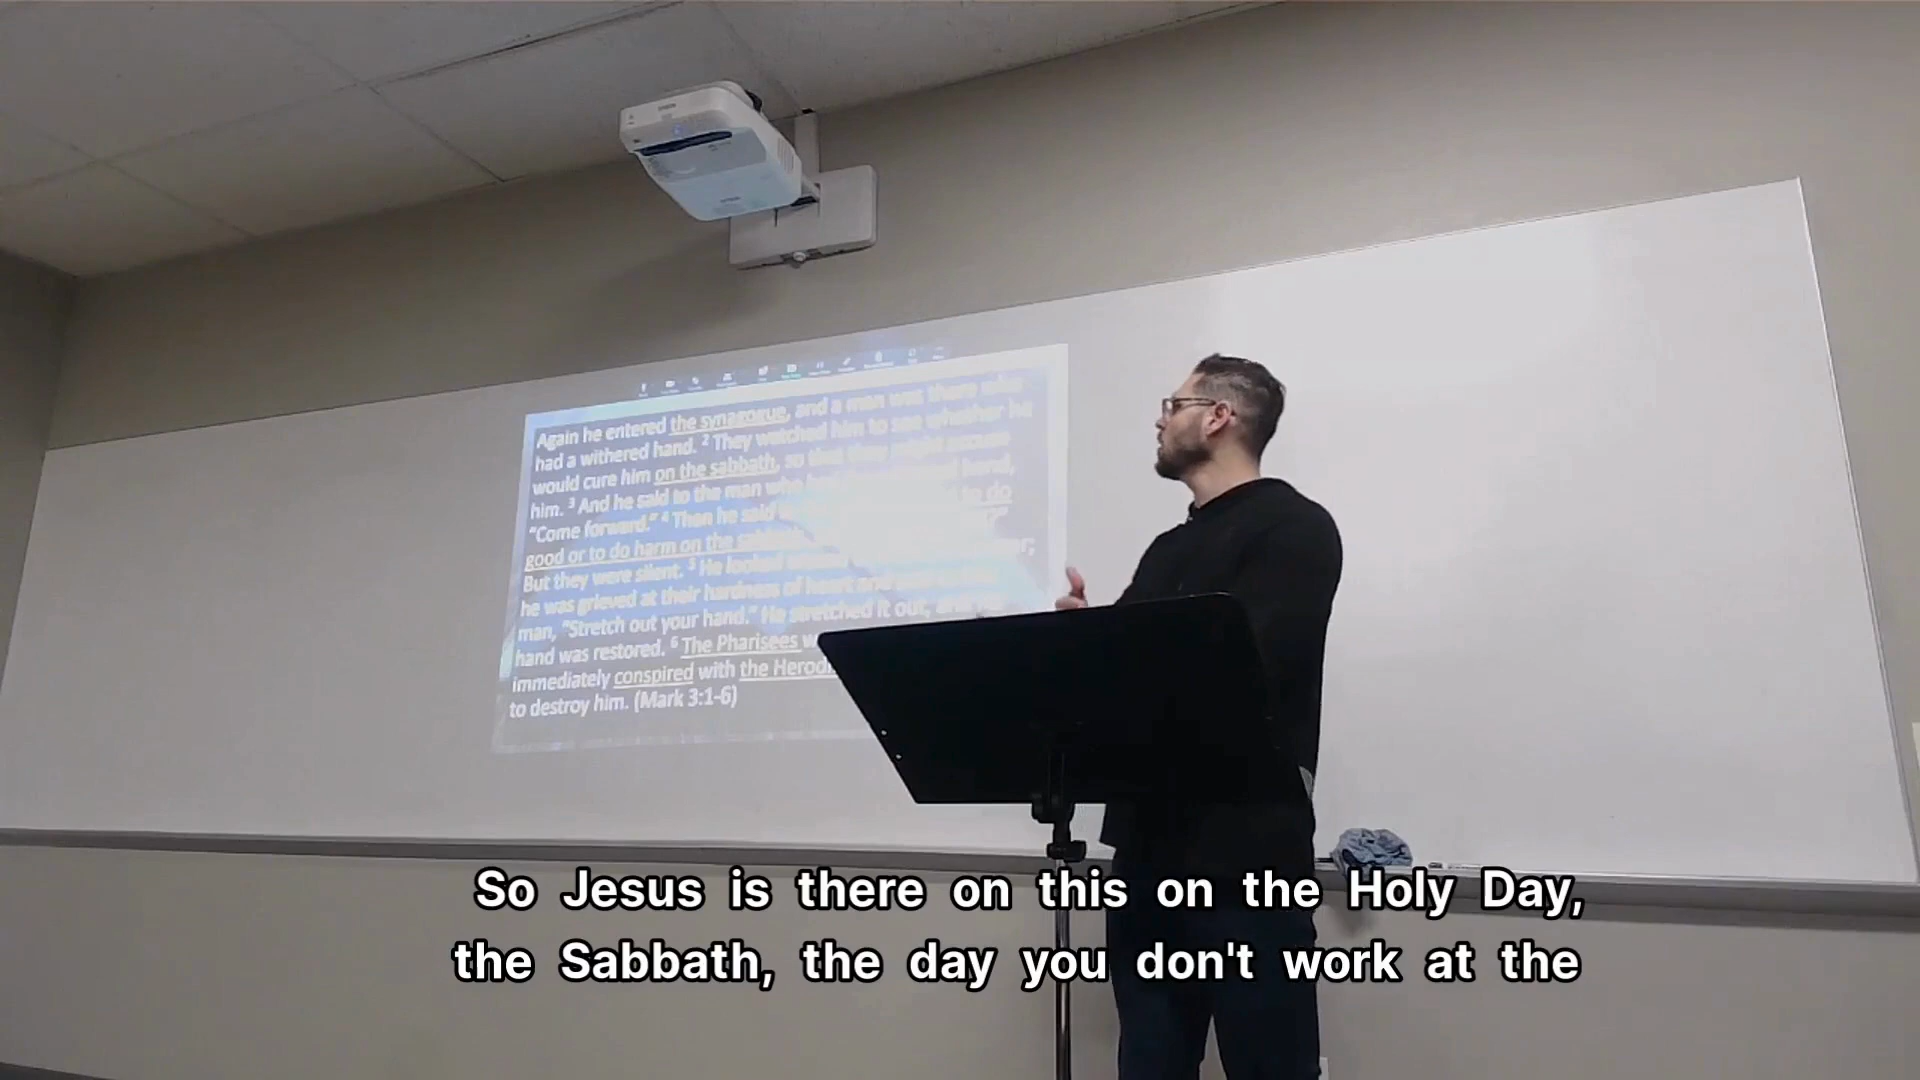 Again he entered the synagogue, and a man was there who
had a withered hand. 2 They watched him to see whether he
would cure him on the sabbath, so that they might accuse
him. 3 And he said to the man who had hand,
"Come forward." 4 Then he said to do
good or to do harm on the sabbath
But they were silent. 5 He looked
he was grieved at their hardness of heart and
man, "Stretch out your hand." He stretched it out, and his
hand was restored. 6 The Pharisees
immediately conspired with the
to destroy him. (Mark 3:1-6)
So Jesus is there on this on the Holy Day,
the Sabbath, the day you don't work at the